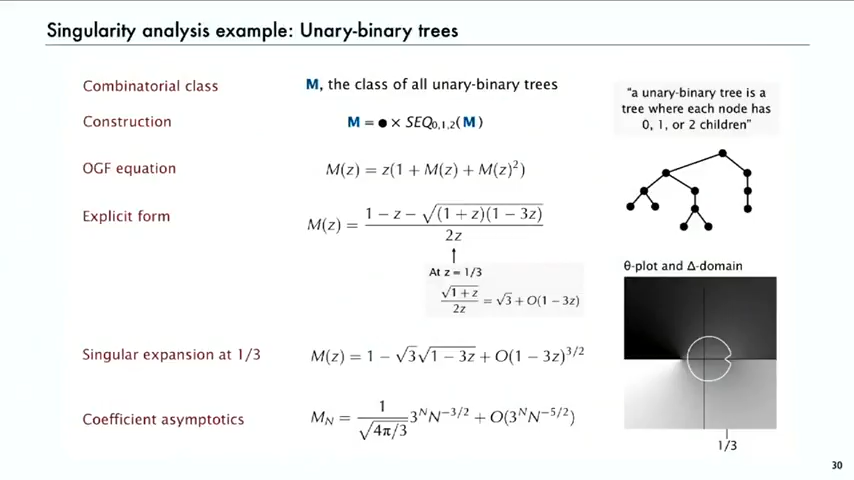 Singularity analysis example: Unary-binary trees
Combinatorial class
M, the class of all unary-binary trees
"a unary-binary tree is a
tree where each node has
0, 1, or 2 children"
Construction
M = ● × SEQ₀,₁,₂(M)
OGF equation
M(z) = z(1 + M(z) + M(z)²)
Explicit form
M(z) = (1 − z − √((1 + z)(1 − 3z))) / 2z
At z = 1/3
√(1 + z) / 2z = √3 + O(1 − 3z)
θ-plot and Δ-domain
1/3
Singular expansion at 1/3
M(z) = 1 − √3√(1 − 3z) + O(1 − 3z)^3/2
Coefficient asymptotics
M_N = 1 / √(4π/3) 3^N N^−3/2 + O(3^N N^−5/2)
30